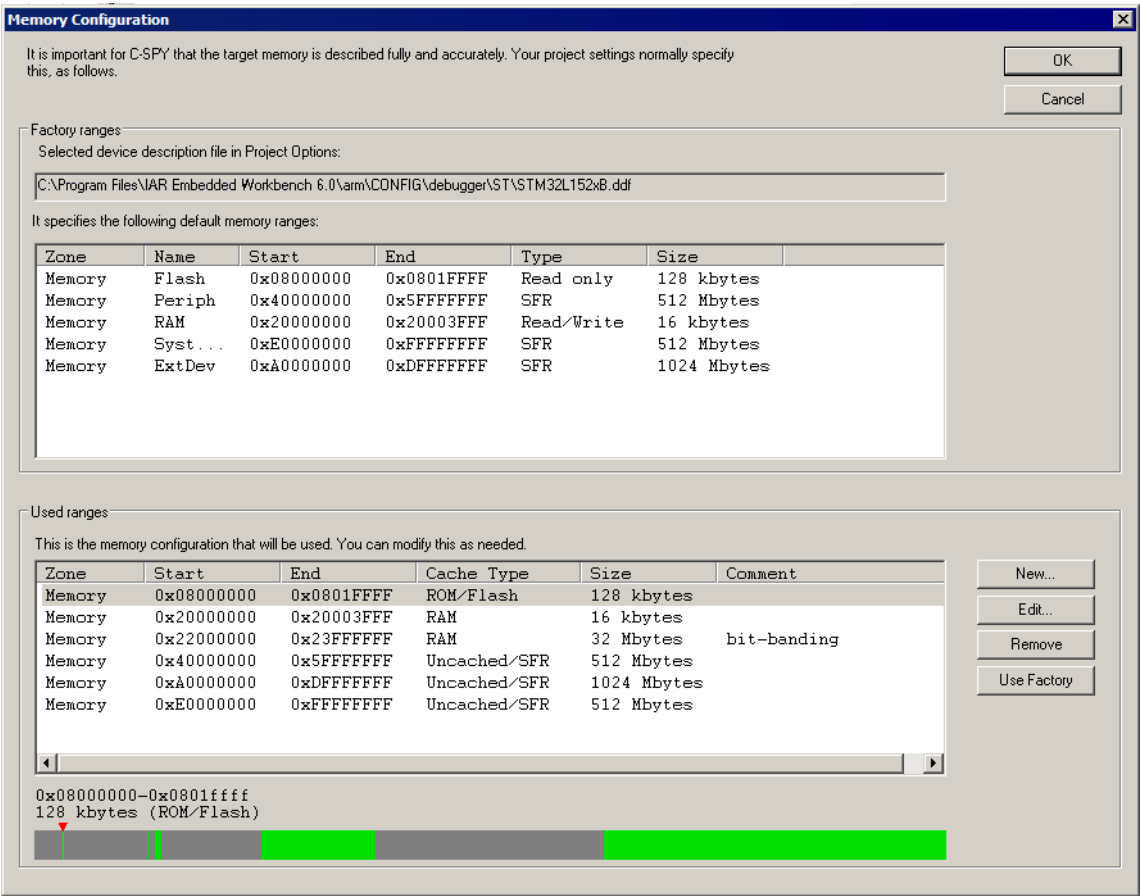 Memory Configuration
It is important for C-SPY that the target memory is described fully and accurately. Your project settings normally specify
this, as follows.
OK
Cancel
Factory ranges
Selected device description file in Project Options:
C:\Program Files\IAR Embedded Workbench 6.0\arm\CONFIG\debugger\ST\STM32L152xB.ddf
It specifies the following default memory ranges:
Zone Name Start End Type Size
Memory Flash 0x08000000 0x0801FFFF Read only 128 kbytes
Memory Periph 0x40000000 0x5FFFFFFF SFR 512 Mbytes
Memory RAM 0x20000000 0x20003FFF Read/Write 16 kbytes
Memory Syst... 0xE0000000 0xFFFFFFFF SFR 512 Mbytes
Memory ExtDev 0xA0000000 0xDFFFFFFF SFR 1024 Mbytes
Used ranges
This is the memory configuration that will be used. You can modify this as needed.
Zone Start End Cache Type Size Comment
Memory 0x08000000 0x0801FFFF ROM/Flash 128 kbytes
Memory 0x20000000 0x20003FFF RAM 16 kbytes
Memory 0x22000000 0x23FFFFFF RAM 32 Mbytes bit-banding
Memory 0x40000000 0x5FFFFFFF Uncached/SFR 512 Mbytes
Memory 0xA0000000 0xDFFFFFFF Uncached/SFR 1024 Mbytes
Memory 0xE0000000 0xFFFFFFFF Uncached/SFR 512 Mbytes
New...
Edit...
Remove
Use Factory
0x08000000-0x0801ffff
128 kbytes (ROM/Flash)